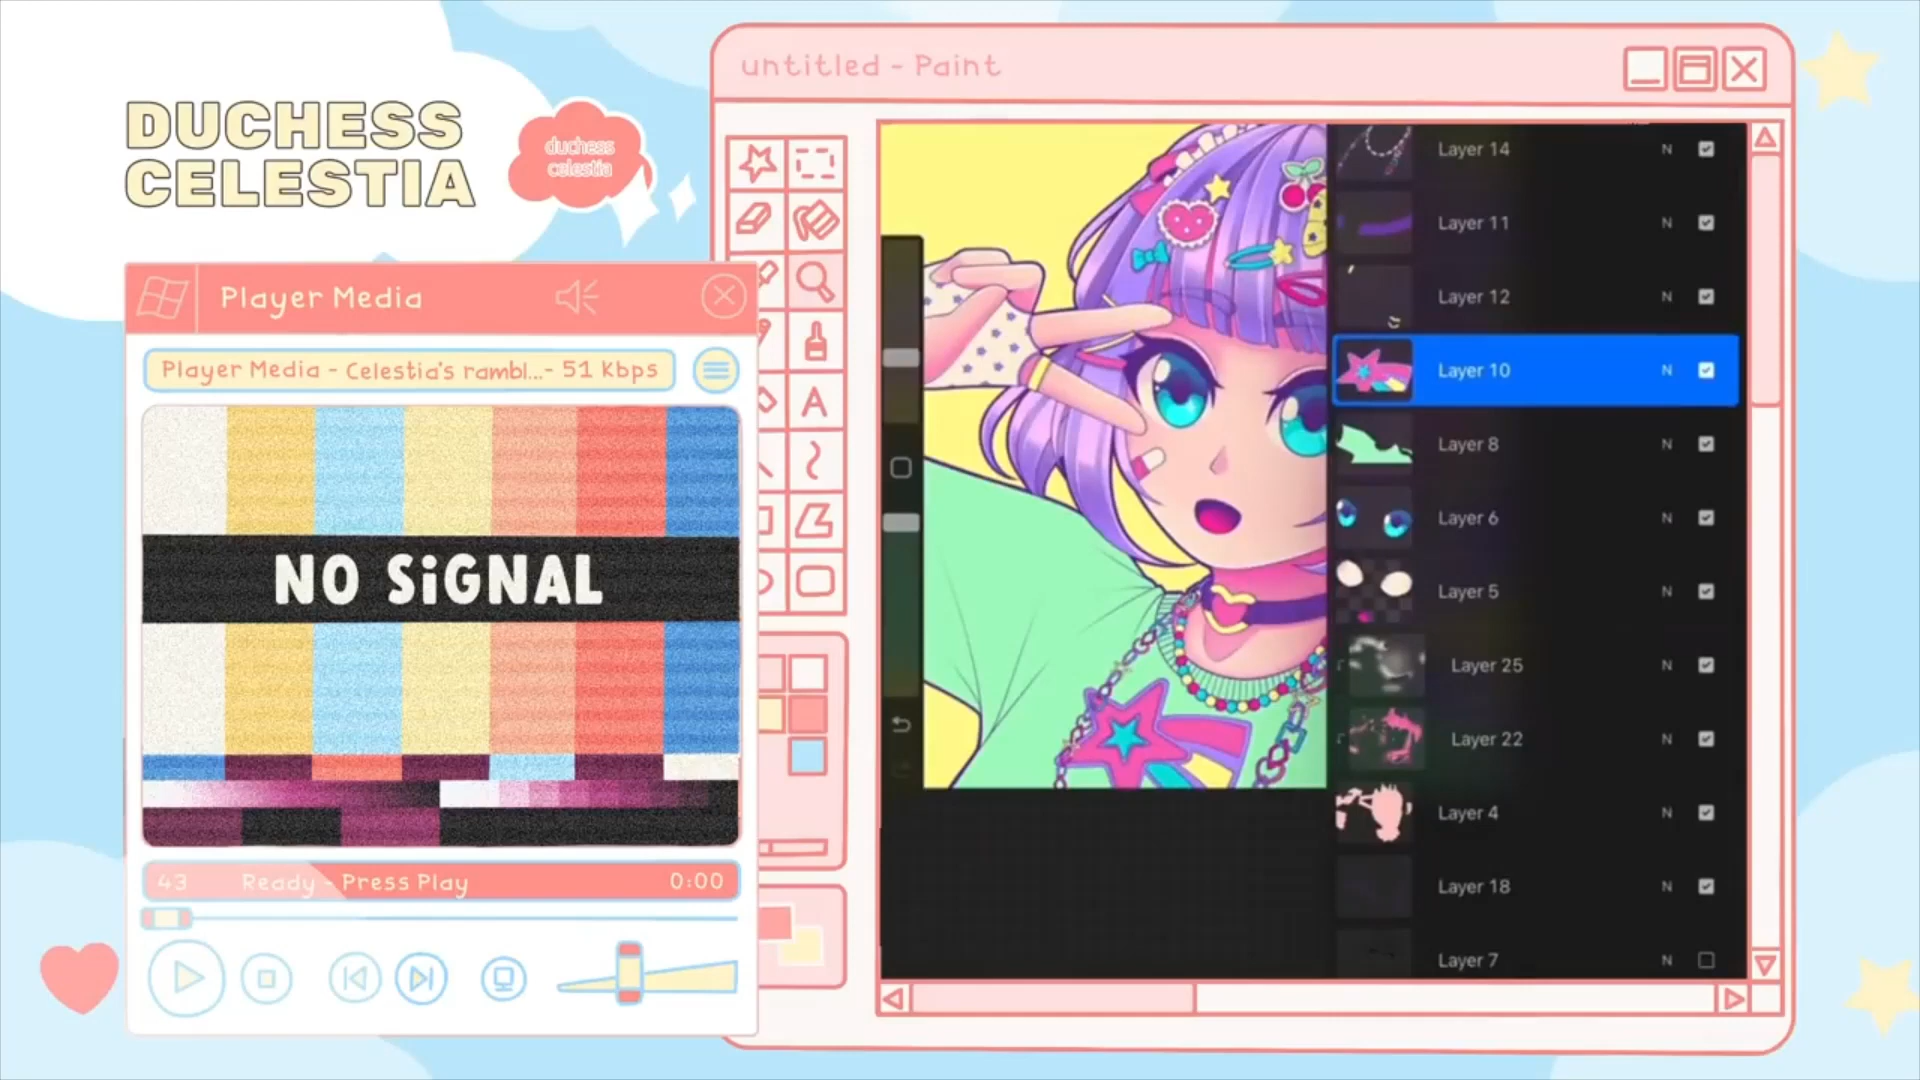 DUCHESS
CELESTIA
duchess
celestia
untitled - Paint
Player Media
Player Media - Celestia's rambl...- 51 Kbps
NO SiGNAL
43 Ready - Press Play 0:00
A
Layer 14 N
Layer 11 N
Layer 12 N
Layer 10 N
Layer 8 N
Layer 6 N
Layer 5 N
Layer 25 N
Layer 22 N
Layer 4 N
Layer 18 N
Layer 7 N